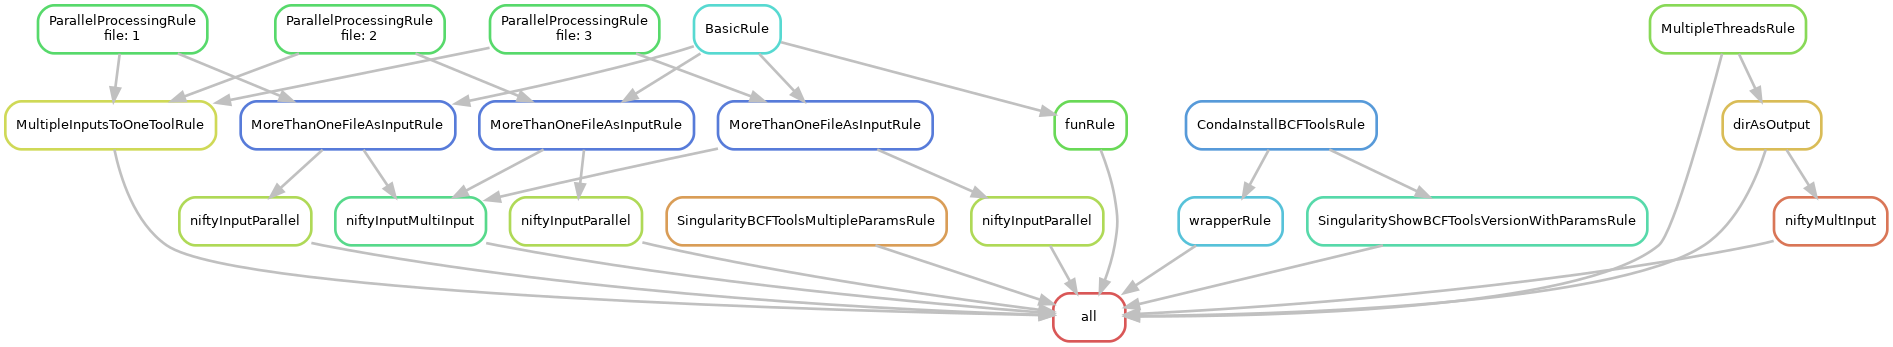 ParallelProcessingRule
file: 1
ParallelProcessingRule
file: 2
ParallelProcessingRule
file: 3
BasicRule
MultipleThreadsRule
MultipleInputsToOneToolRule
MoreThanOneFileAsInputRule
MoreThanOneFileAsInputRule
MoreThanOneFileAsInputRule
funRule
CondaInstallBCFToolsRule
dirAsOutput
niftyInputParallel
niftyInputMultiInput
niftyInputParallel
SingularityBCFToolsMultipleParamsRule
niftyInputParallel
wrapperRule
SingularityShowBCFToolsVersionWithParamsRule
niftyMultInput
all